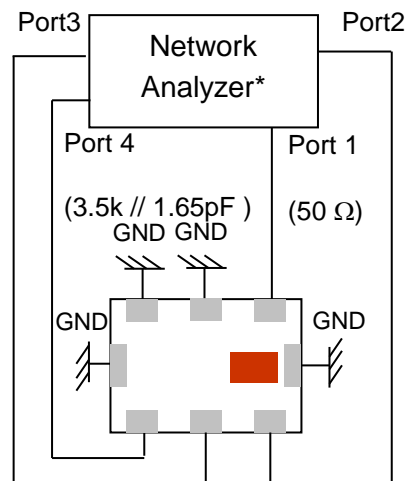 Port3
Port2
Network
Analyzer*
Port 4
Port 1
(3.5k // 1.65pF )
(50 Ω)
GND
GND
GND
GND